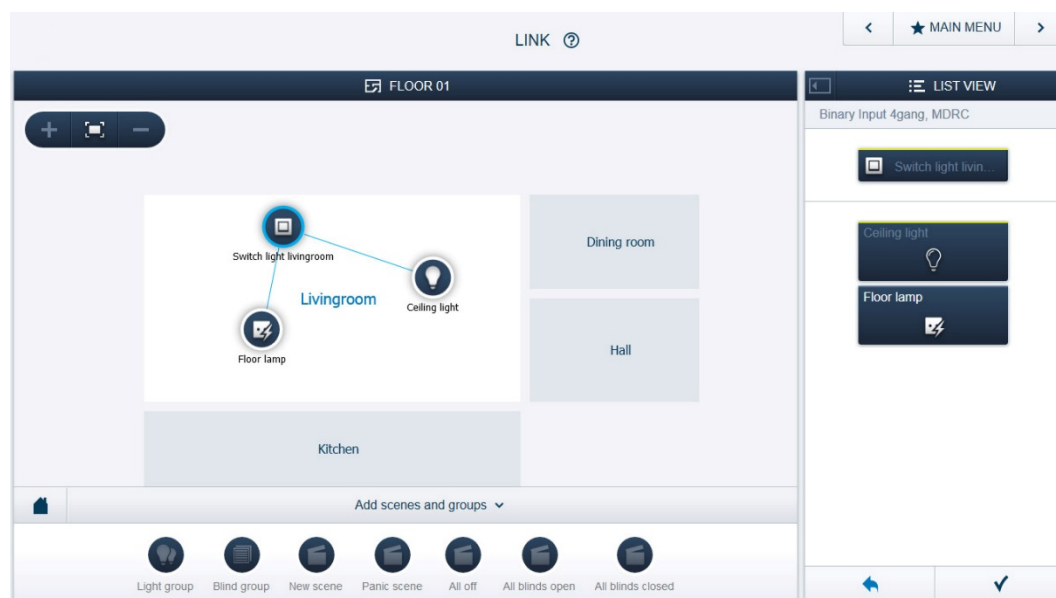 LINK
MAIN MENU
FLOOR 01
LIST VIEW
Binary Input 4gang, MDRC
Switch light livin...
Switch light livingroom
Livingroom
Ceiling light
Floor lamp
Dining room
Hall
Kitchen
Ceiling light
Floor lamp
Add scenes and groups
Light group
Blind group
New scene
Panic scene
All off
All blinds open
All blinds closed